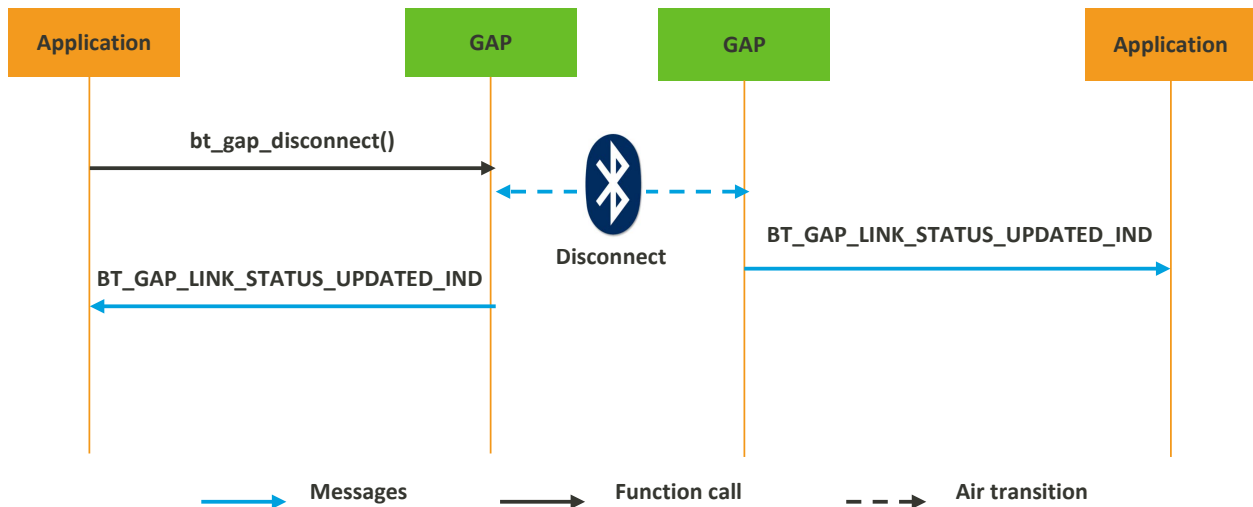 Application
GAP
GAP
Application
bt_gap_disconnect()
Disconnect
BT_GAP_LINK_STATUS_UPDATED_IND
BT_GAP_LINK_STATUS_UPDATED_IND
Messages
Function call
Air transition